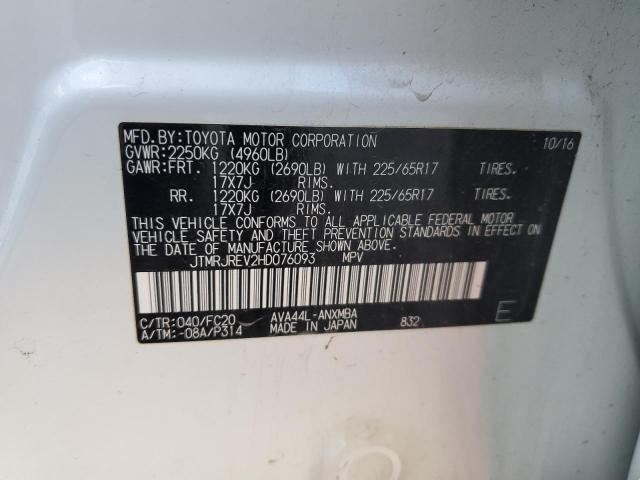 MFD.BY:TOYOTA MOTOR CORPORATION 10/16
GVWR:2250KG (4960LB)
GAWR:FRT. 1220KG (2690LB) WITH 225/65R17 TIRES.
17X7J RIMS.
RR. 1220KG (2690LB) WITH 225/65R17 TIRES.
17X7J RIMS.
THIS VEHICLE CONFORMS TO ALL APPLICABLE FEDERAL MOTOR
VEHICLE SAFETY AND THEFT PREVENTION STANDARDS IN EFFECT ON
THE DATE OF MANUFACTURE SHOWN ABOVE.
JTMRJREV2HD076093 MPV
C/TR:040/FC20 AVA44L-ANXMBA
A/TM:-08A/P314 MADE IN JAPAN 832 E